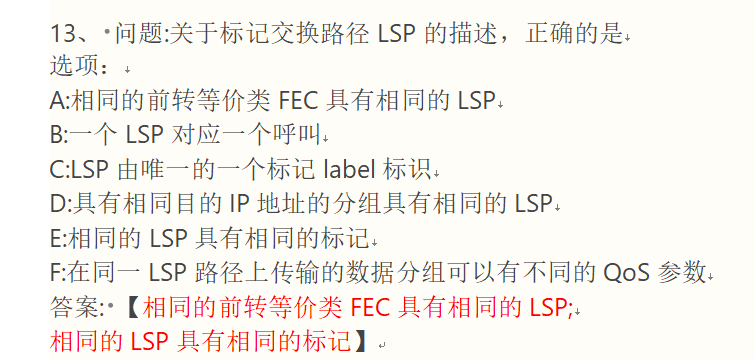 13、•问题:关于标记交换路径 LSP 的描述，正确的是↓
选项：↓
A:相同的前转等价类 FEC 具有相同的 LSP↓
B:一个 LSP 对应一个呼叫↓
C:LSP 由唯一的一个标记 label 标识↓
D:具有相同目的 IP 地址的分组具有相同的 LSP↓
E:相同的 LSP 具有相同的标记↓
F:在同一 LSP 路径上传输的数据分组可以有不同的 QoS 参数↓
答案:•【相同的前转等价类 FEC 具有相同的 LSP;↓
相同的 LSP 具有相同的标记】↵